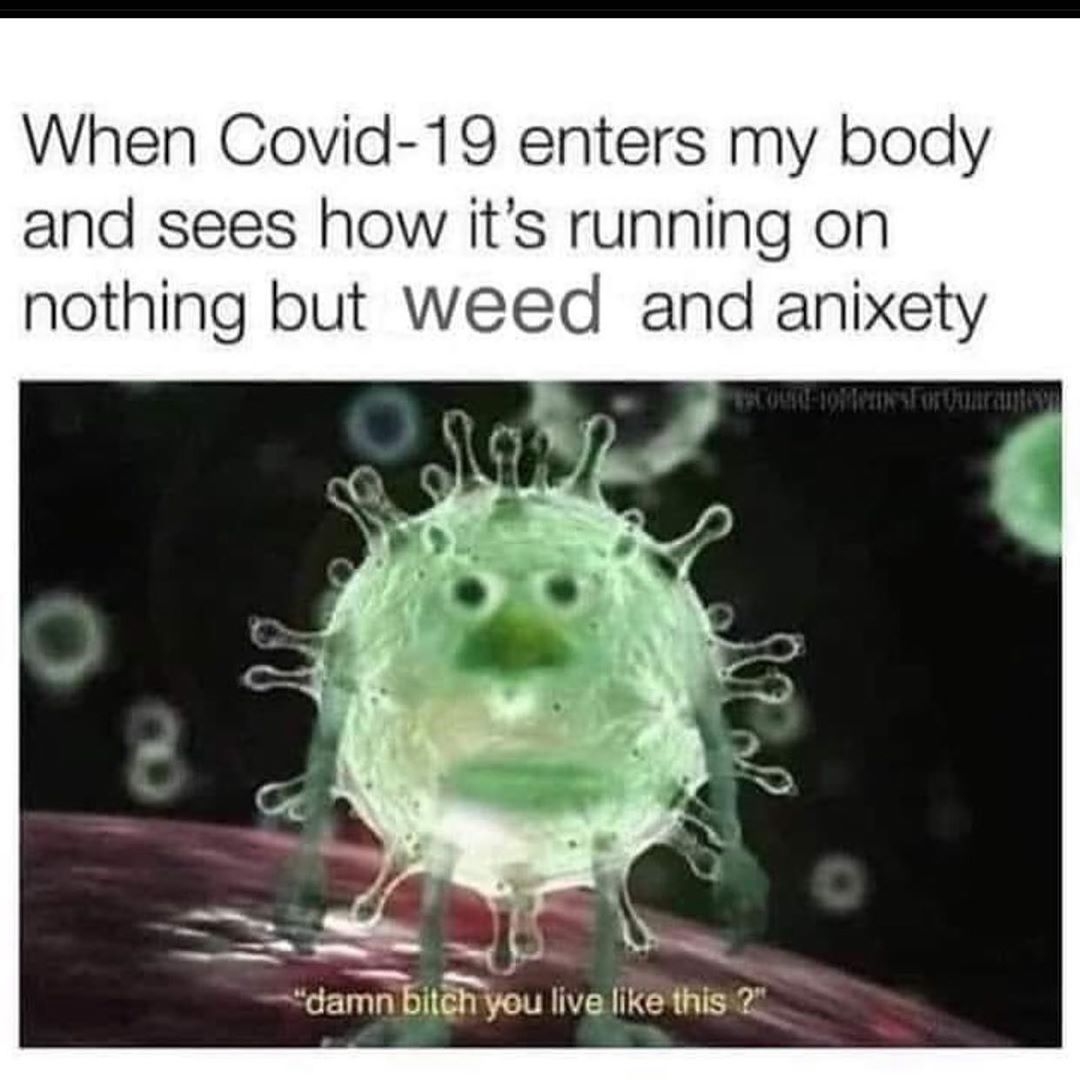 When Covid-19 enters my body
and sees how it's running on
nothing but weed and anixety
"damn bitch you live like this ?"